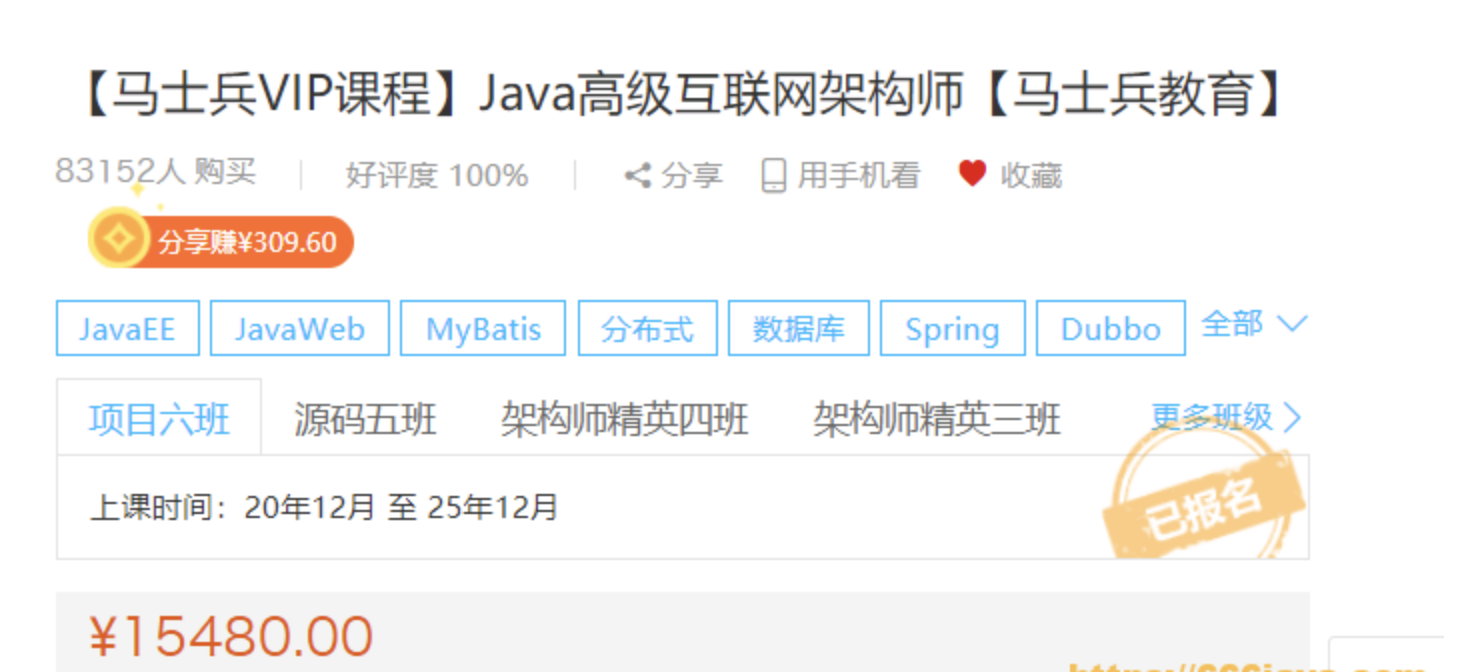 【马士兵VIP课程】Java高级互联网架构师【马士兵教育】
83152人 购买 好评度 100% 分享 用手机看 收藏
分享赚¥309.60
JavaEE JavaWeb MyBatis 分布式 数据库 Spring Dubbo 全部
项目六班 源码五班 架构师精英四班 架构师精英三班 更多班级
上课时间：20年12月 至 25年12月
已报名
¥15480.00